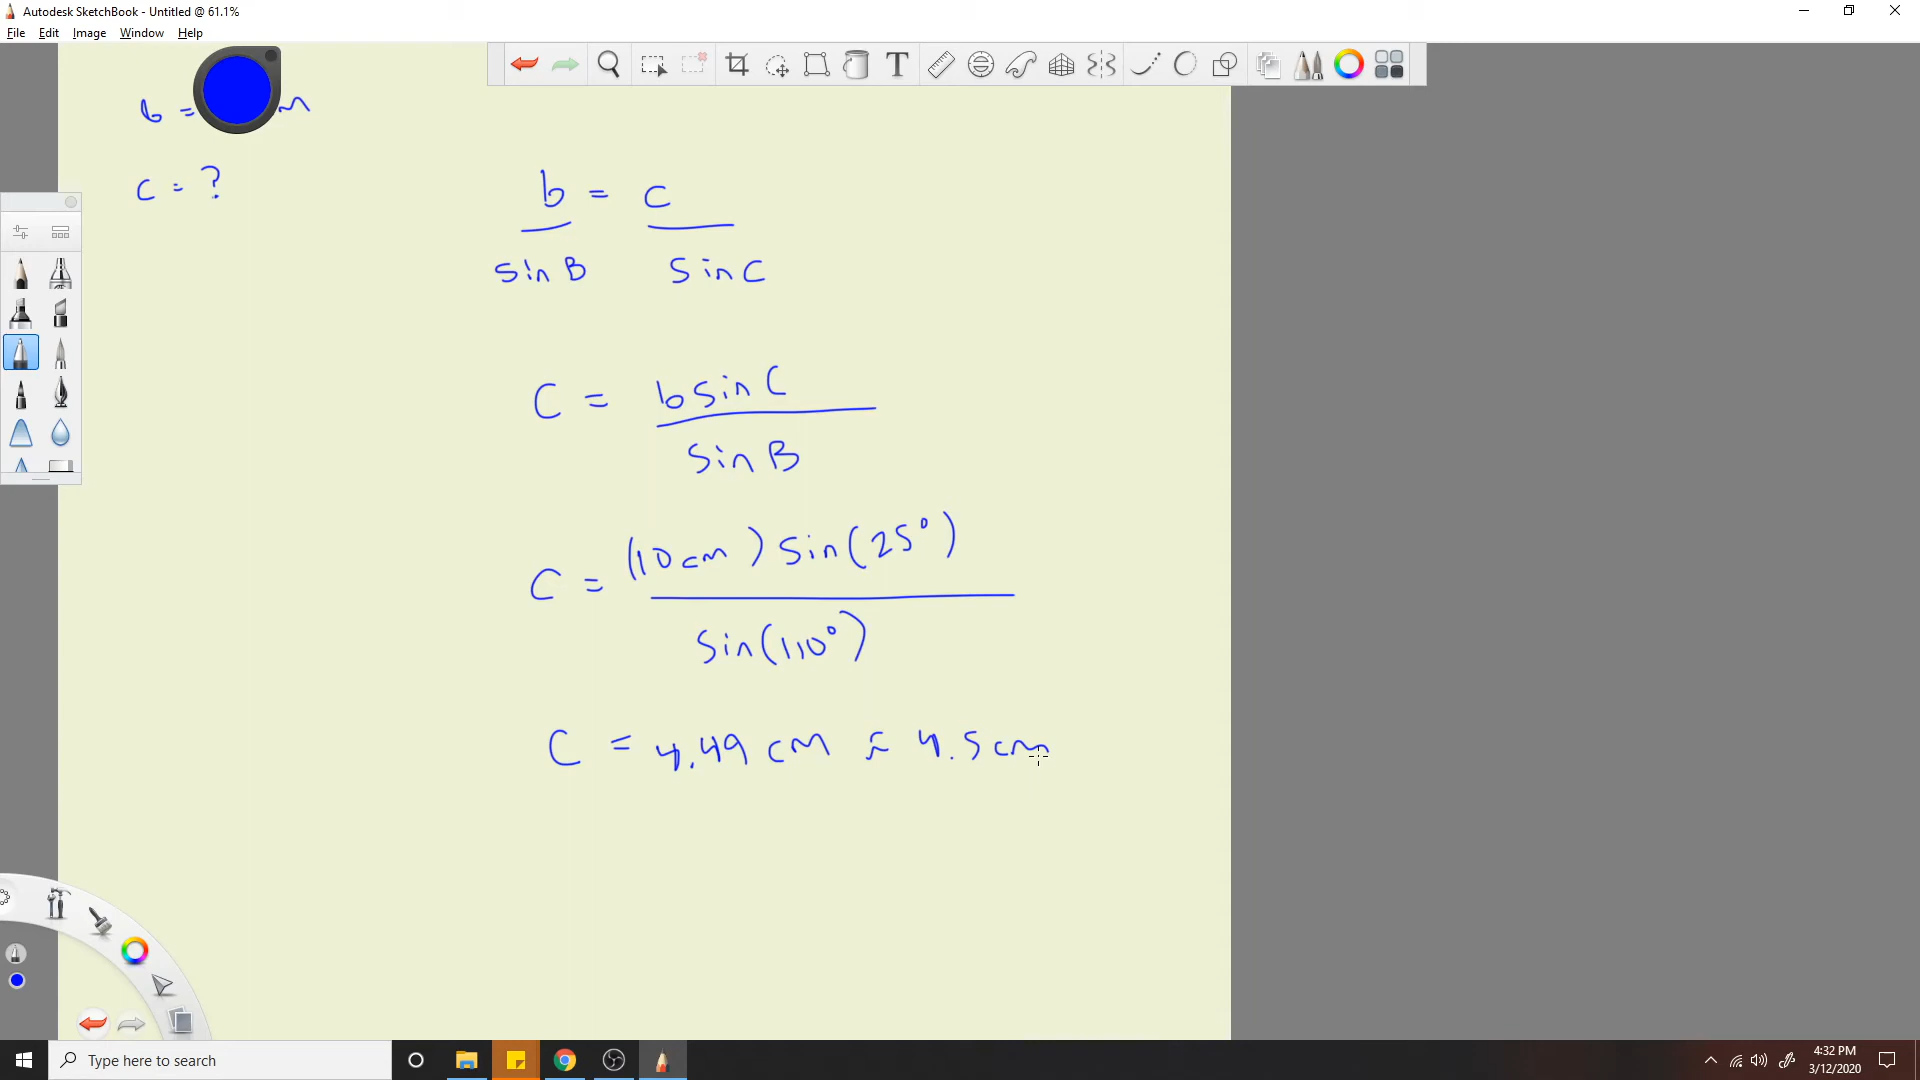 Autodesk SketchBook - Untitled @ 61.1%
File Edit Image Window Help
T
b = m
c = ?
b = c
sin B sin C
C = b sin C
sin B
C = (10 cm) sin(25°)
sin(110°)
C = 4.49 cm ≈ 4.5 cm
Type here to search
4:32 PM
3/12/2020